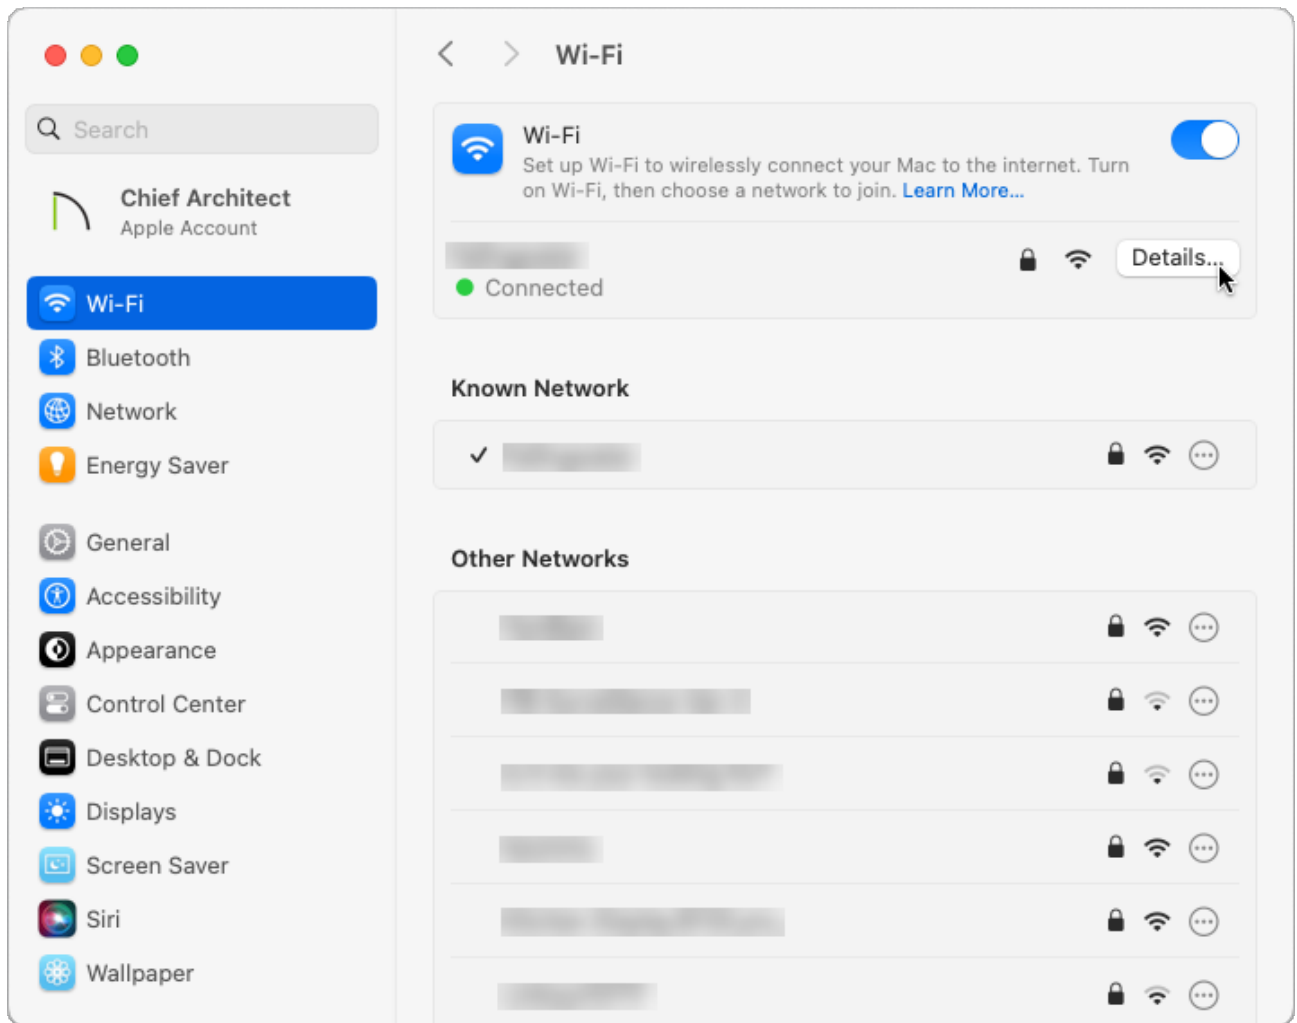 Wi-Fi
Search
Chief Architect
Apple Account
Wi-Fi
Bluetooth
Network
Energy Saver
General
Accessibility
Appearance
Control Center
Desktop & Dock
Displays
Screen Saver
Siri
Wallpaper
Wi-Fi
Set up Wi-Fi to wirelessly connect your Mac to the internet. Turn
on Wi-Fi, then choose a network to join. Learn More...
Details...
Connected
Known Network
Other Networks